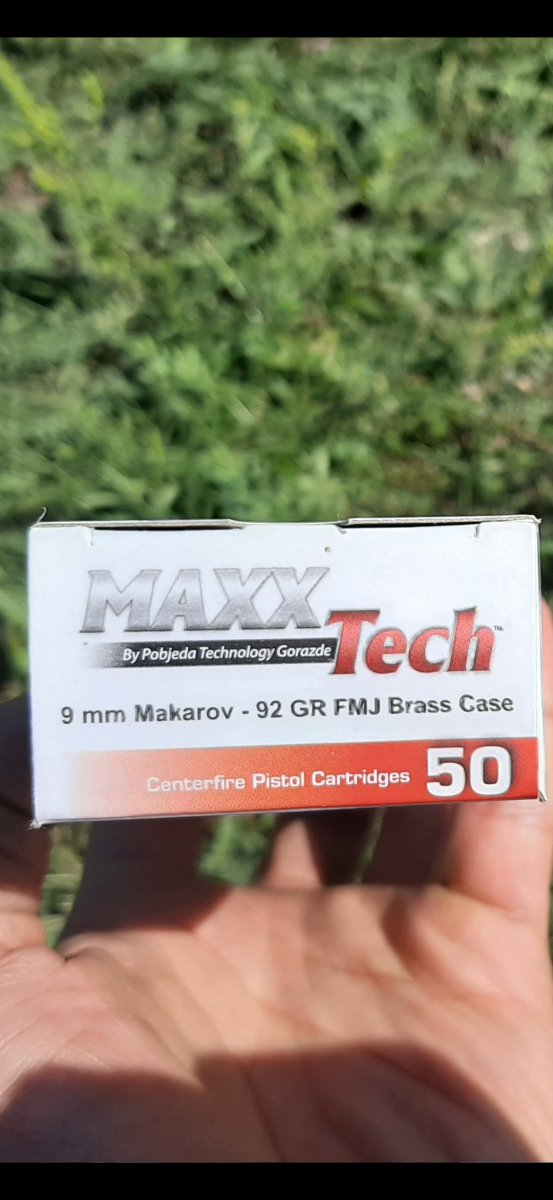 MAXX
Tech™
By Pobjeda Technology Gorazde
9 mm Makarov - 92 GR FMJ Brass Case
Centerfire Pistol Cartridges 50